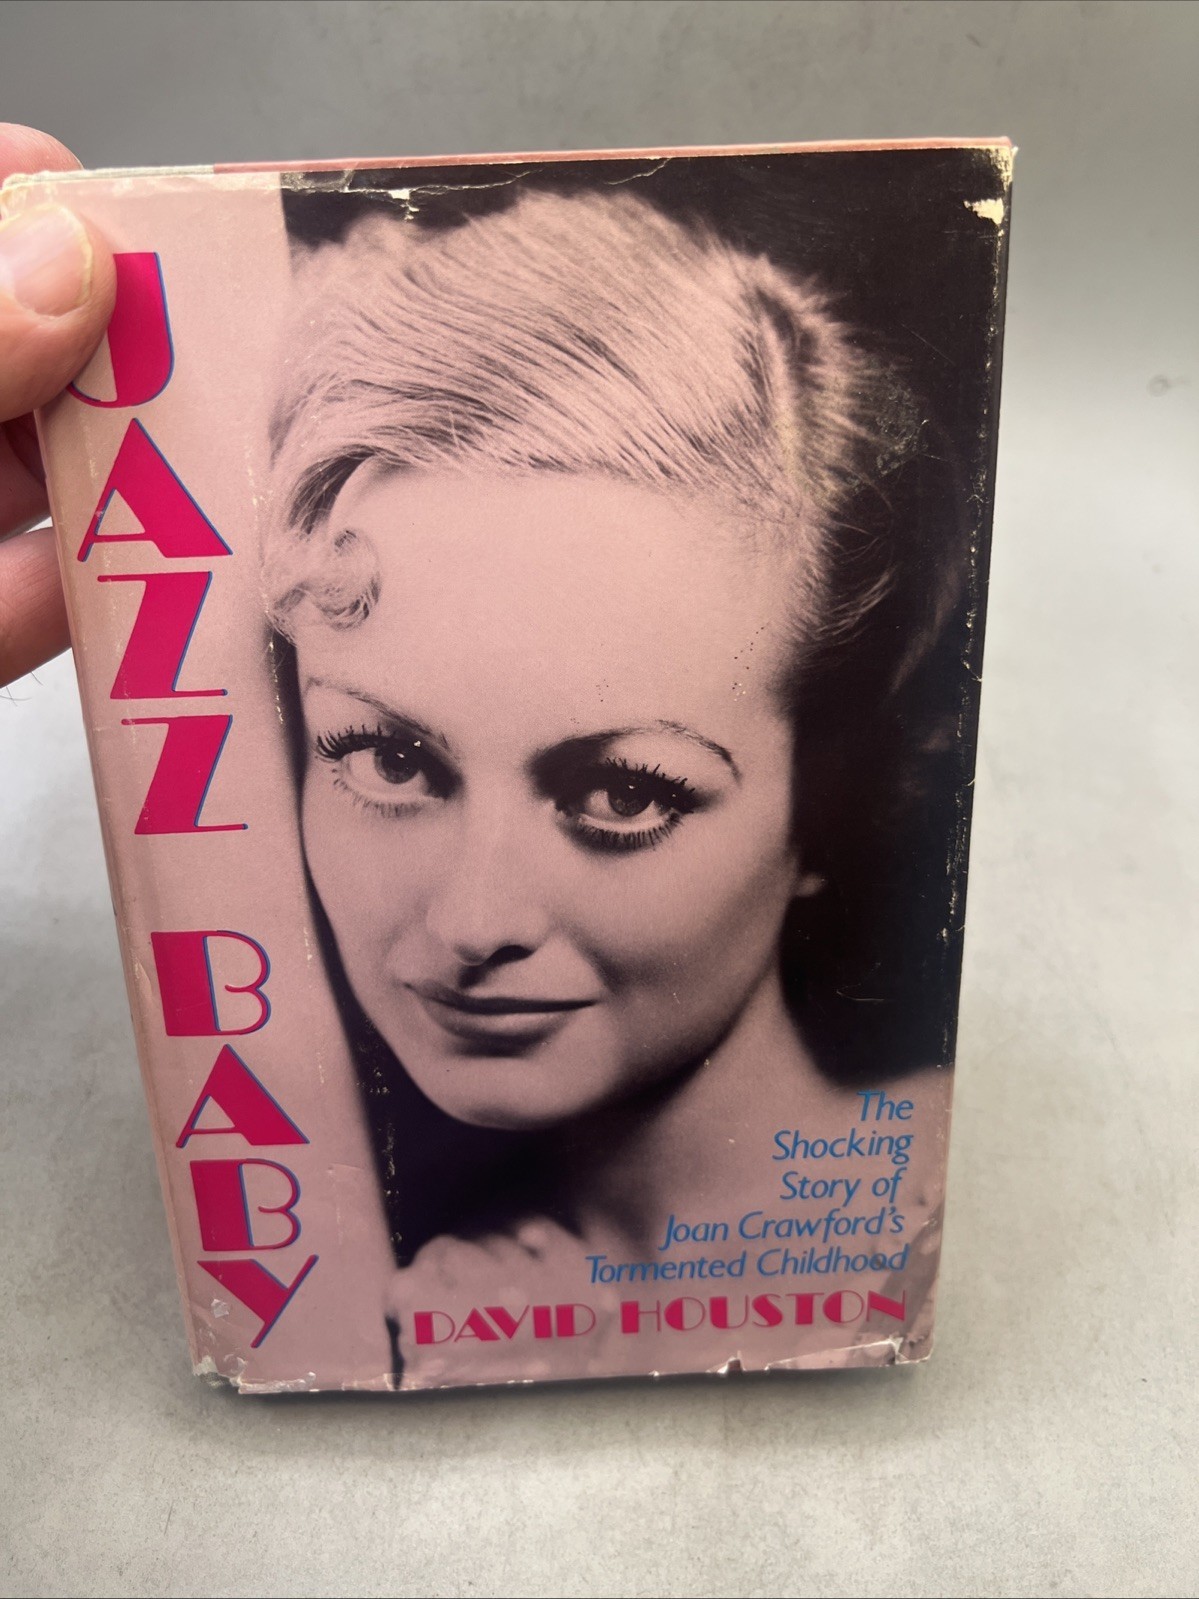 JAZZ BABY
The
Shocking
Story of
Joan Crawford's
Tormented Childhood
DAVID HOUSTON